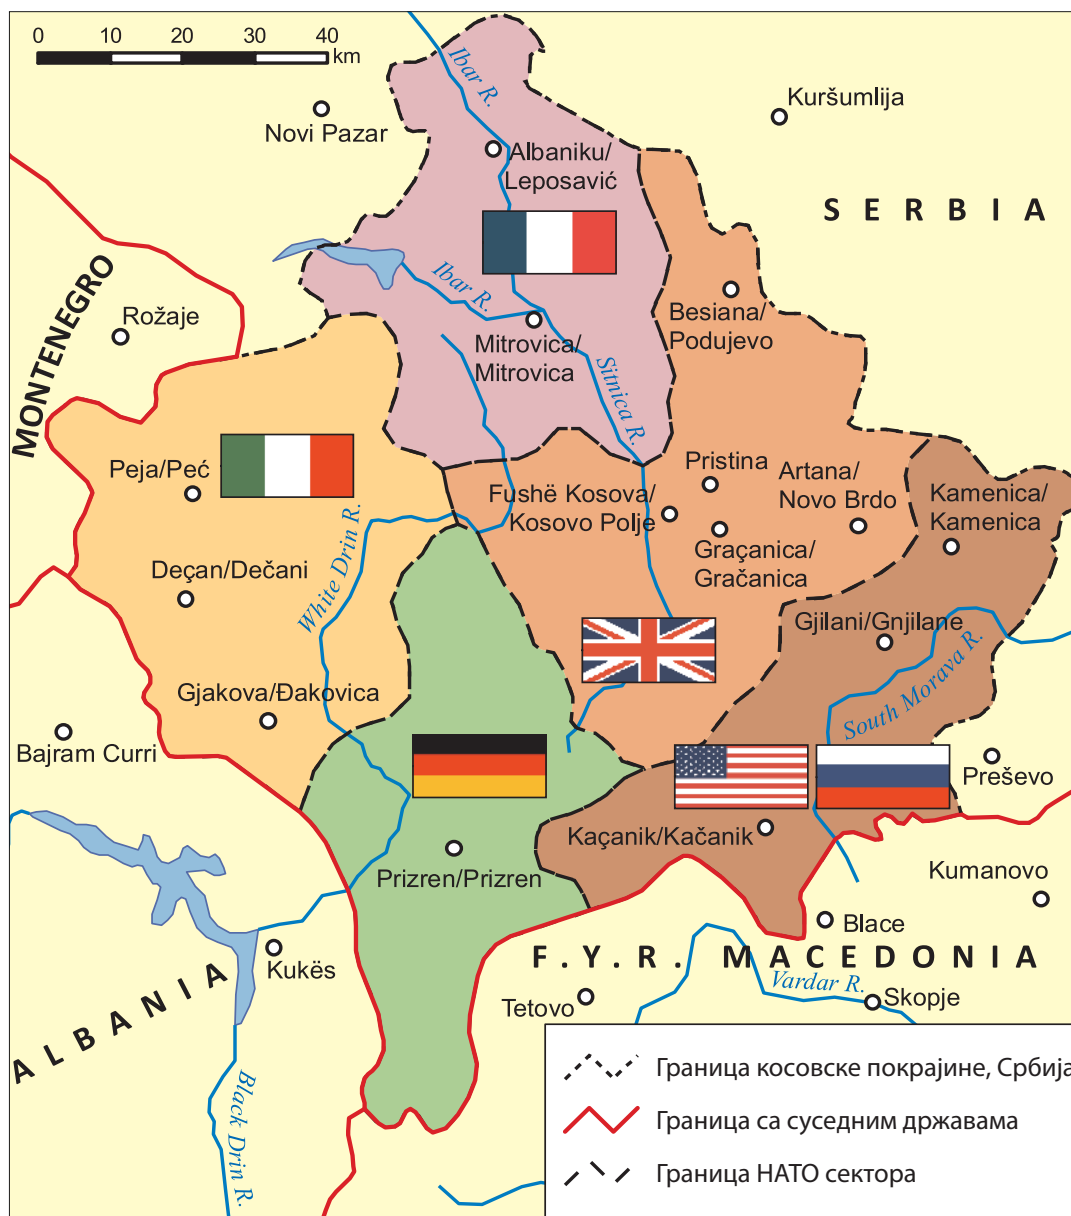 0 10 20 30 40
km
Ibar R.
Kuršumlija
Novi Pazar
Albaniku/
Leposavić
SERBIA
MONTENEGRO
Ibar R.
Rožaje
Besiana/
Podujevo
Mitrovica/
Mitrovica
Sitnica R.
Peja/Peć
Pristina
Artana/
Novo Brdo
Fushë Kosova/
Kosovo Polje
Kamenica/
Kamenica
Graçanica/
Gračanica
White Drin R.
Deçan/Dečani
Gjilani/Gnjilane
South Morava R.
Gjakova/Đakovica
Bajram Curri
Preševo
Kaçanik/Kačanik
Prizren/Prizren
Kumanovo
Blace
Kukës
F.Y.R. MACEDONIA
ALBANIA
Vardar R.
Tetovo
Skopje
Black Drin R.
Граница косовске покрајине, Србија
Граница са суседним државама
Граница НАТО сектора